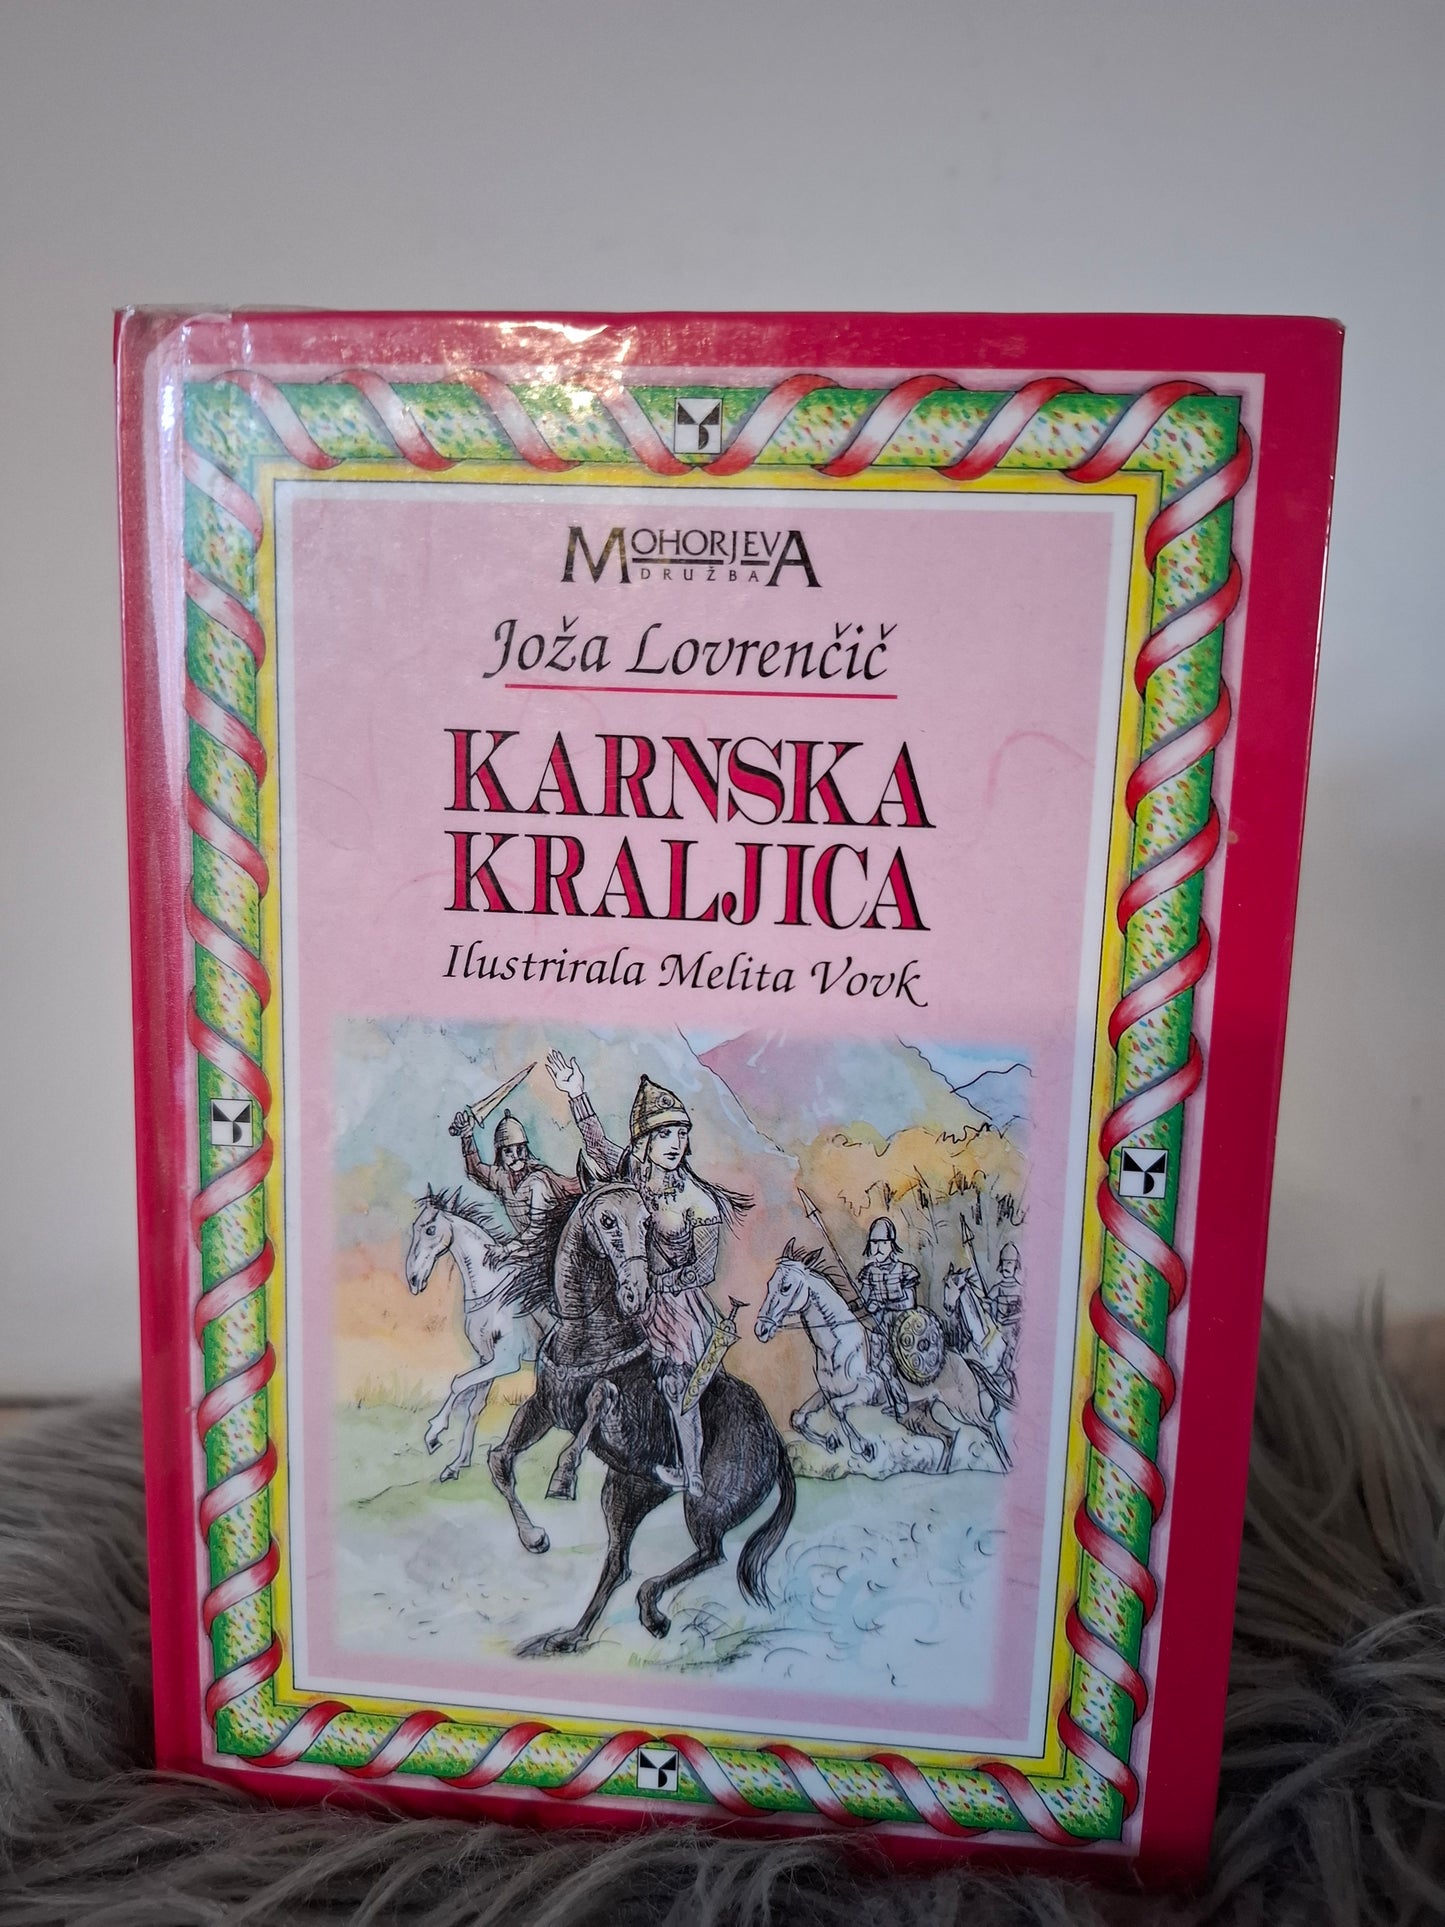 MOHORJEVA
DRUŽBA
Joža Lovrenčič
KARNSKA
KRALJICA
Ilustrirala Melita Vovk